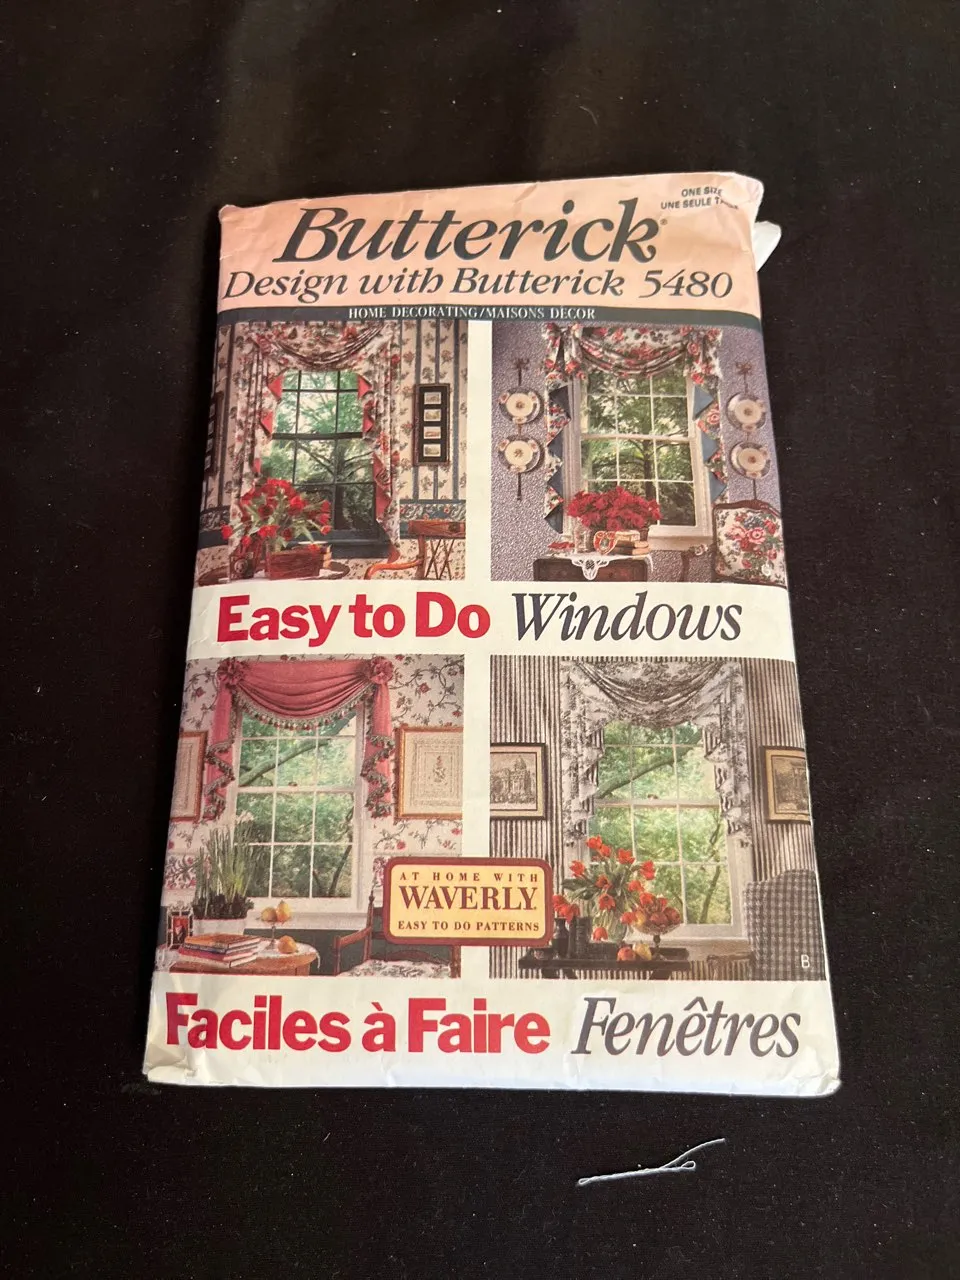 ONE SIZE
UNE SEULE
Butterick®
Design with Butterick 5480
HOME DECORATING/MAISONS DECOR
Easy to Do Windows
AT HOME WITH
WAVERLY
EASY TO DO PATTERNS
B
Faciles à Faire Fenêtres